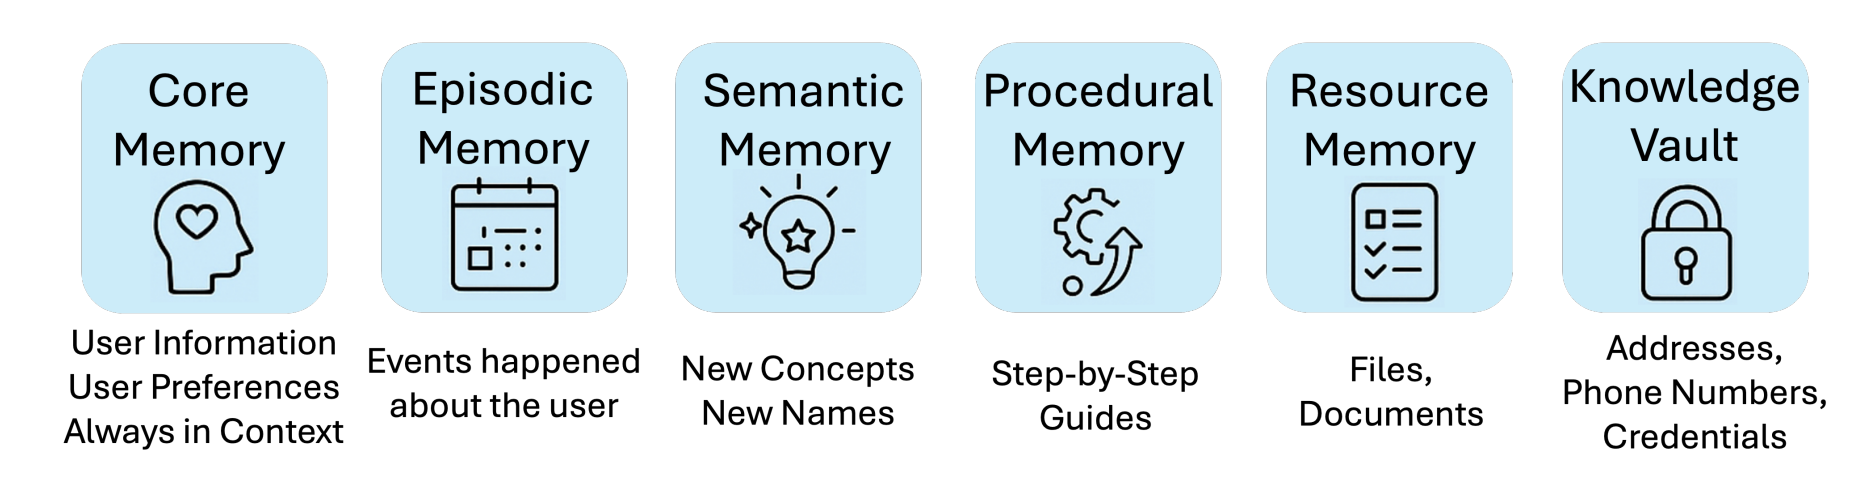 Core
Memory
User Information
User Preferences
Always in Context
Episodic
Memory
Events happened
about the user
Semantic
Memory
New Concepts
New Names
Procedural
Memory
Step-by-Step
Guides
Resource
Memory
Files,
Documents
Knowledge
Vault
Addresses,
Phone Numbers,
Credentials